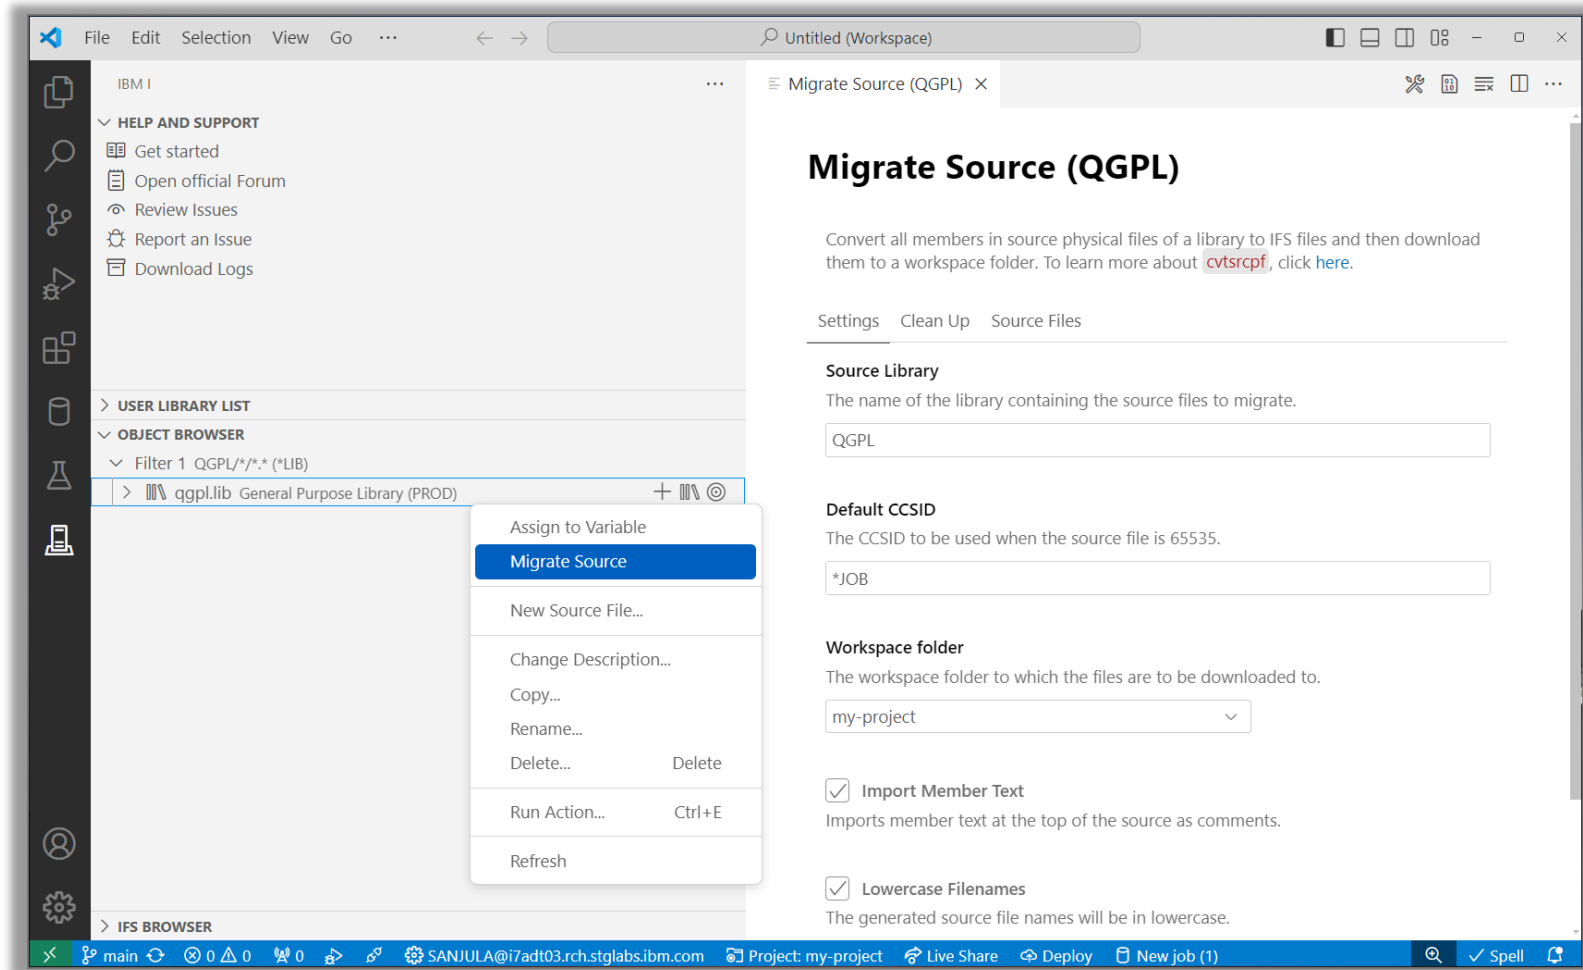 File Edit Selection View Go ··· Untitled (Workspace)
IBM I
HELP AND SUPPORT
Get started
Open official Forum
Review Issues
Report an Issue
Download Logs
USER LIBRARY LIST
OBJECT BROWSER
Filter 1 QGPL/*/*.* (*LIB)
qgpl.lib General Purpose Library (PROD)
Assign to Variable
Migrate Source
New Source File...
Change Description...
Copy...
Rename...
Delete... Delete
Run Action... Ctrl+E
Refresh
IFS BROWSER
Migrate Source (QGPL)
Migrate Source (QGPL)
Convert all members in source physical files of a library to IFS files and then download
them to a workspace folder. To learn more about cvtsrcpf, click here.
Settings Clean Up Source Files
Source Library
The name of the library containing the source files to migrate.
QGPL
Default CCSID
The CCSID to be used when the source file is 65535.
*JOB
Workspace folder
The workspace folder to which the files are to be downloaded to.
my-project
Import Member Text
Imports member text at the top of the source as comments.
Lowercase Filenames
The generated source file names will be in lowercase.
main 0 0 0 SANJULA@i7adt03.rch.stglabs.ibm.com Project: my-project Live Share Deploy New job (1) Spell